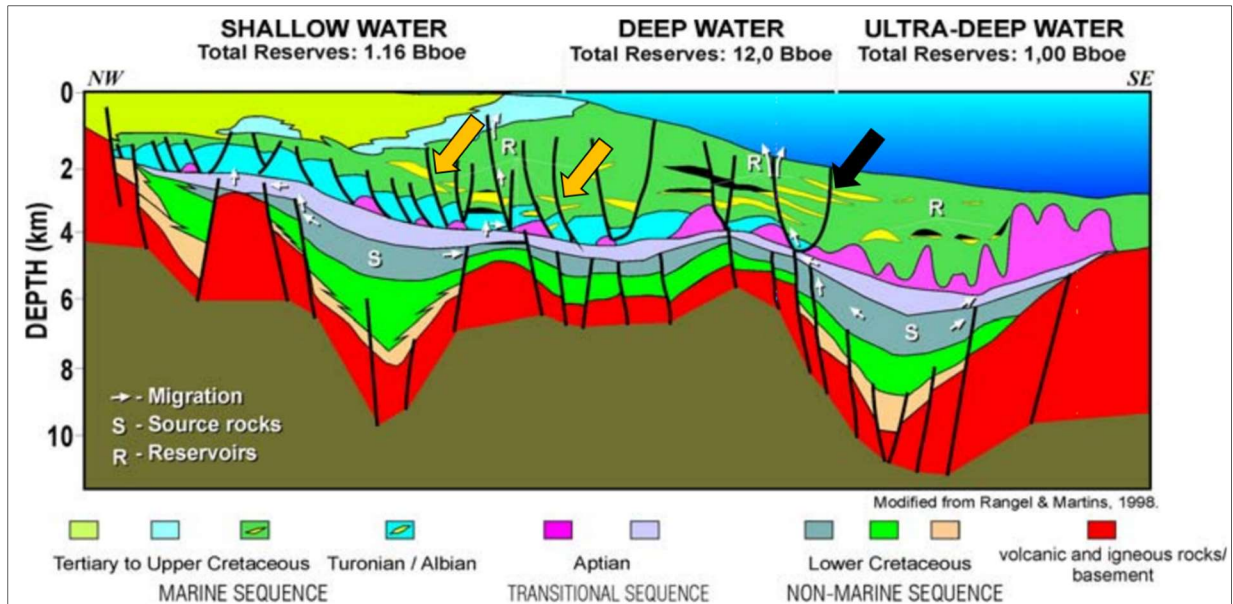 SHALLOW WATER
Total Reserves: 1.16 Bboe
DEEP WATER
Total Reserves: 12,0 Bboe
ULTRA-DEEP WATER
Total Reserves: 1,00 Bboe
NW
SE
DEPTH (km)
0
2
4
6
8
10
R
R
R
S
S
- Migration
S - Source rocks
R - Reservoirs
Modified from Rangel & Martins, 1998.
Tertiary to Upper Cretaceous
Turonian / Albian
Aptian
Lower Cretaceous
volcanic and igneous rocks/
basement
MARINE SEQUENCE
TRANSITIONAL SEQUENCE
NON-MARINE SEQUENCE